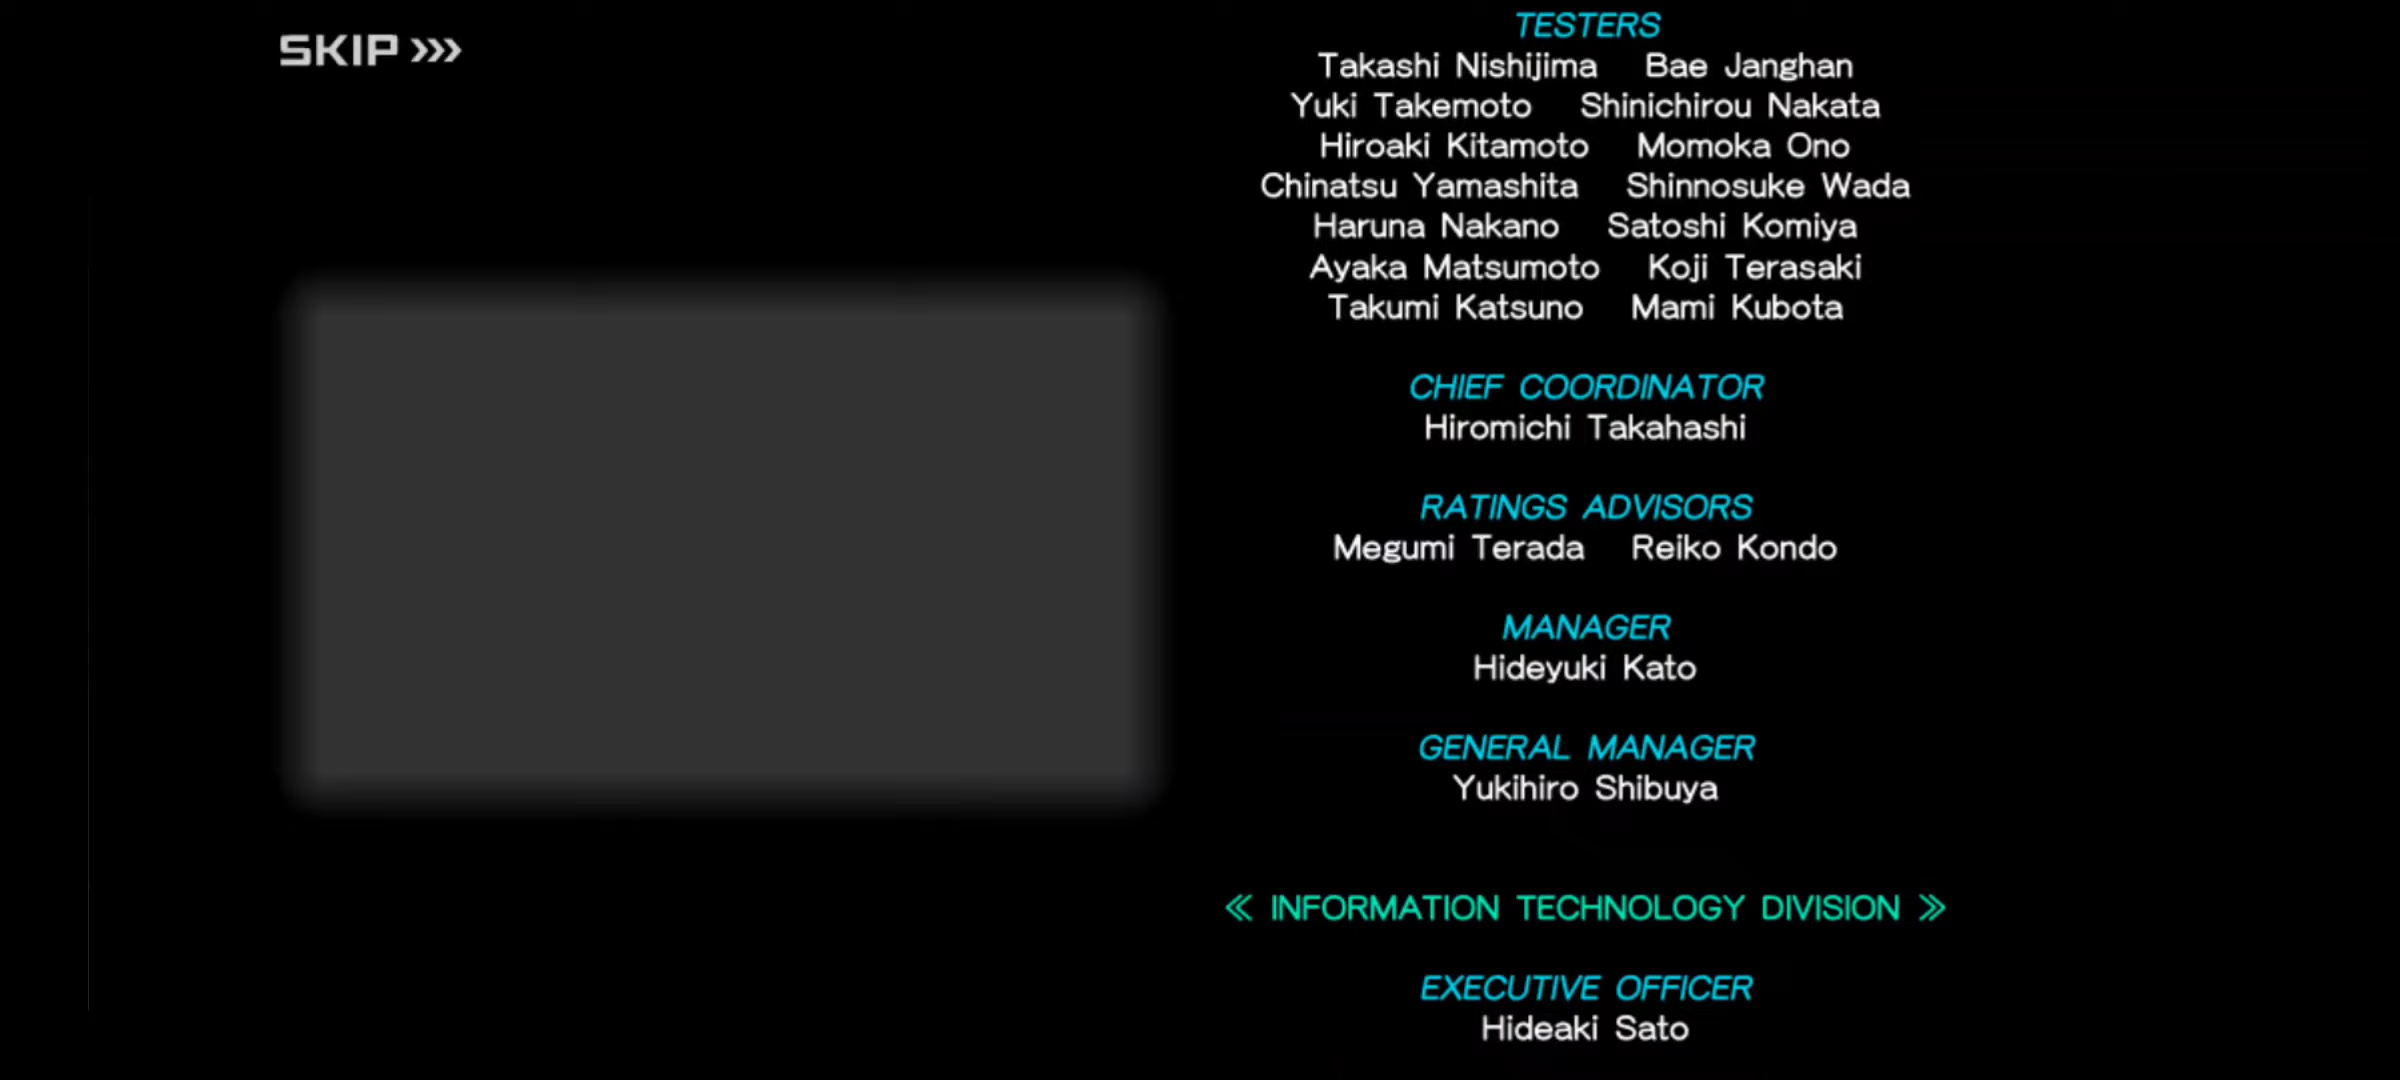 SKIP >>>
TESTERS
Takashi Nishijima Bae Janghan
Yuki Takemoto Shinichirou Nakata
Hiroaki Kitamoto Momoka Ono
Chinatsu Yamashita Shinnosuke Wada
Haruna Nakano Satoshi Komiya
Ayaka Matsumoto Koji Terasaki
Takumi Katsuno Mami Kubota
CHIEF COORDINATOR
Hiromichi Takahashi
RATINGS ADVISORS
Megumi Terada Reiko Kondo
MANAGER
Hideyuki Kato
GENERAL MANAGER
Yukihiro Shibuya
≪ INFORMATION TECHNOLOGY DIVISION ≫
EXECUTIVE OFFICER
Hideaki Sato